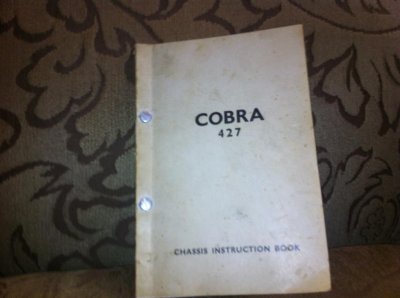 COBRA
427
CHASSIS INSTRUCTION BOOK